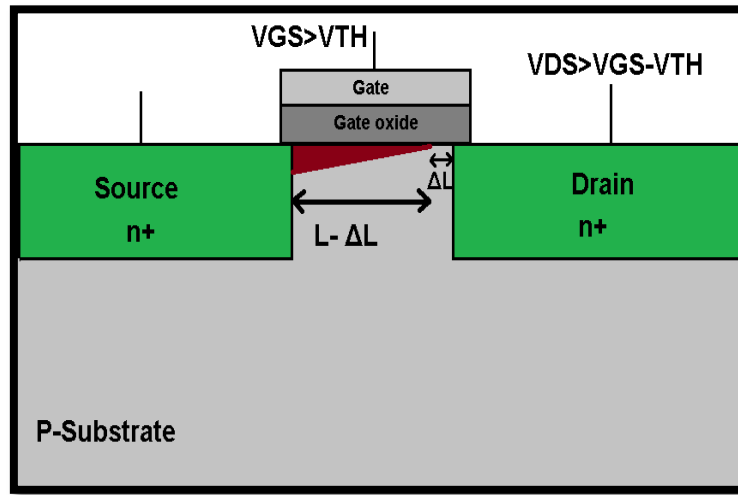 VGS>VTH
VDS>VGS-VTH
Gate
Gate oxide
Source
n+
ΔL
Drain
n+
L- ΔL
P-Substrate